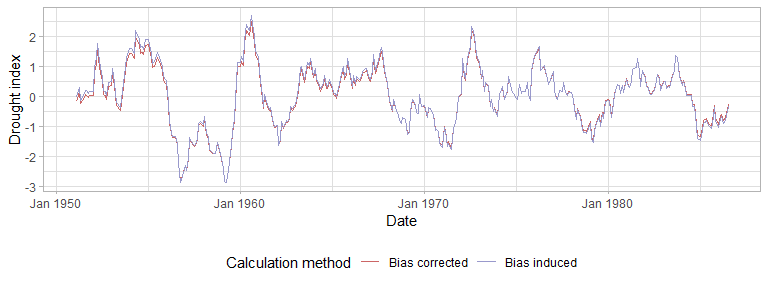 Drought index
2
1
0
-1
-2
-3
Jan 1950 Jan 1960 Jan 1970 Jan 1980
Date
Calculation method Bias corrected Bias induced